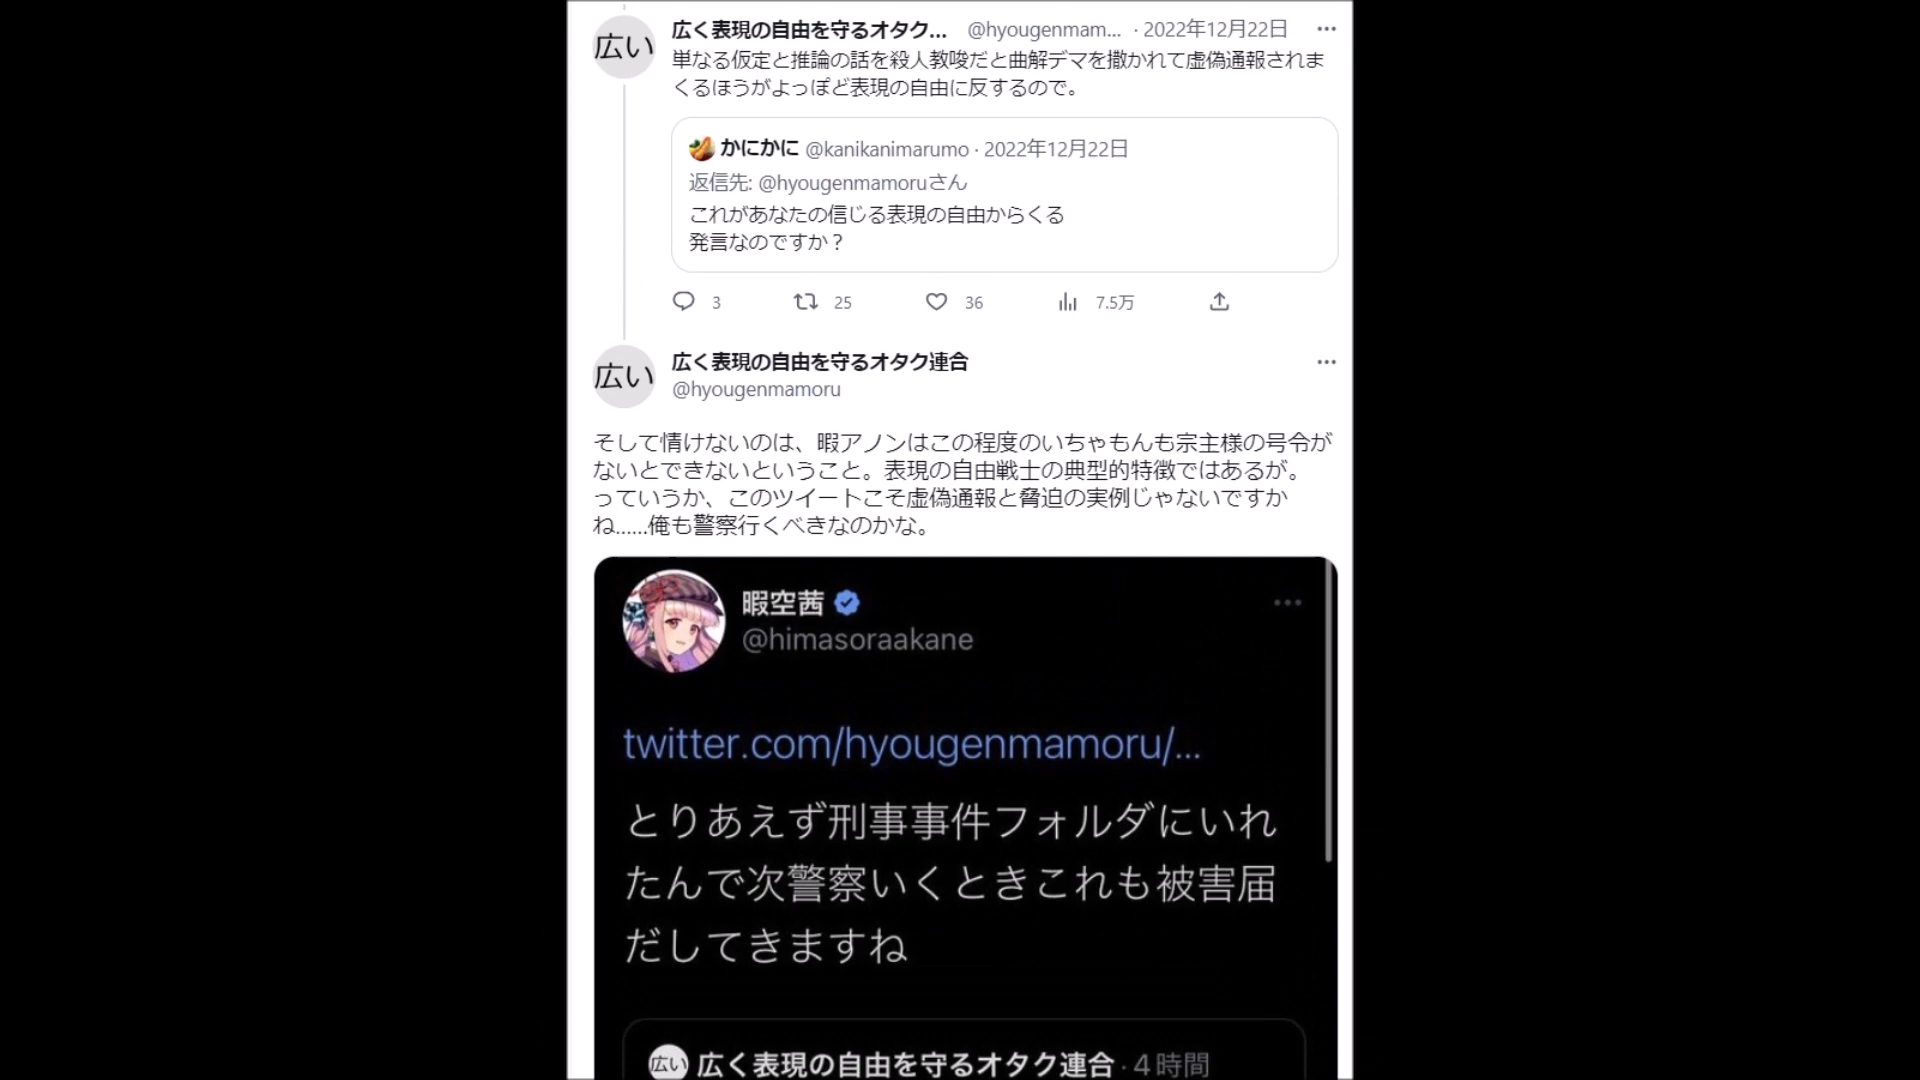 広い
広く表現の自由を守るオタク... @hyougenmam... · 2022年12月22日
単なる仮定と推論の話を殺人教唆だと曲解デマを撒かれて虚偽通報されま
くるほうがよっぽど表現の自由に反するので。
かにかに @kanikanimarumo · 2022年12月22日
返信先: @hyougenmamoruさん
これがあなたの信じる表現の自由からくる
発言なのですか？
3 25 36 7.5万
広い
広く表現の自由を守るオタク連合
@hyougenmamoru
そして情けないのは、暇アノンはこの程度のいちゃもんも宗主様の号令が
ないとできないということ。表現の自由戦士の典型的特徴ではあるが。
っていうか、このツイートこそ虚偽通報と脅迫の実例じゃないですか
ね......俺も警察行くべきなのかな。
暇空茜
@himasoraakane
twitter.com/hyougenmamoru/...
とりあえず刑事事件フォルダにいれ
たんで次警察いくときこれも被害届
だしてきますね
広い 広く表現の自由を守るオタク連合 · 4時間